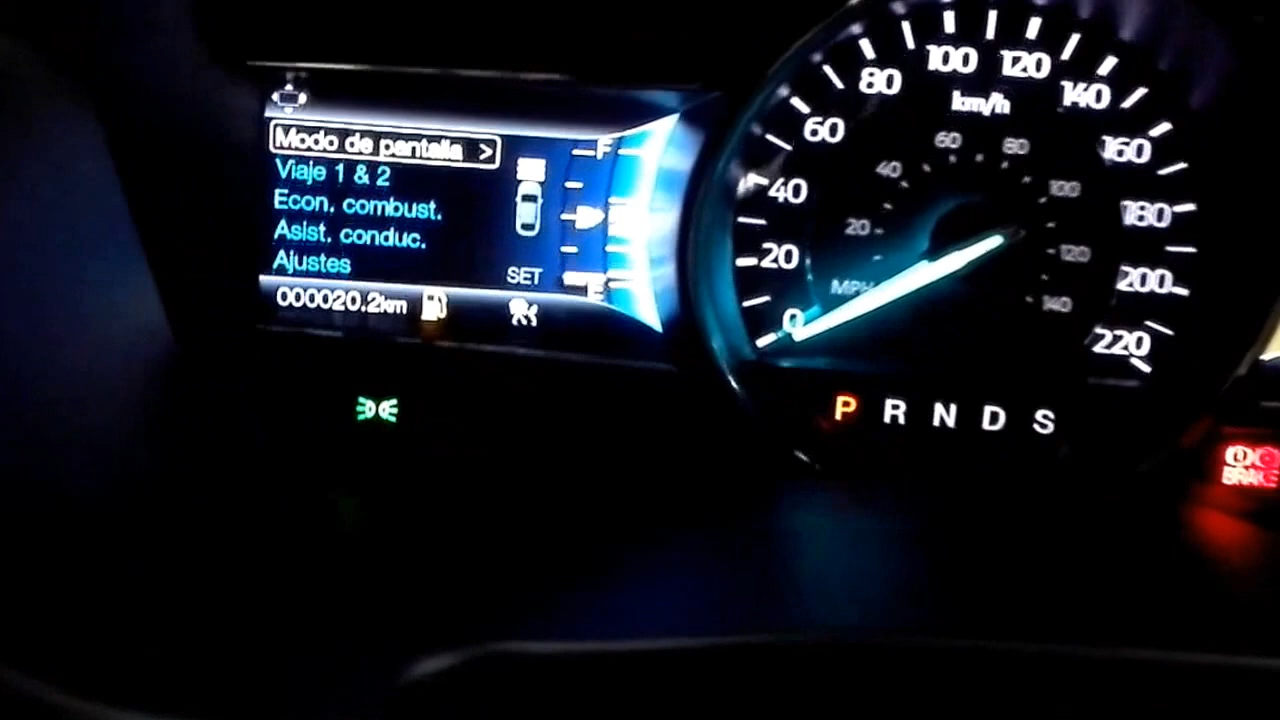 Modo de pantalla >
Viaje 1 & 2
Econ. combust.
Asist. conduc.
Ajustes
000020.2km
SET
F
E
0
20
40
60
80
100
120
140
160
180
200
220
km/h
20
40
60
80
100
120
140
MPH
P R N D S
BRAKE